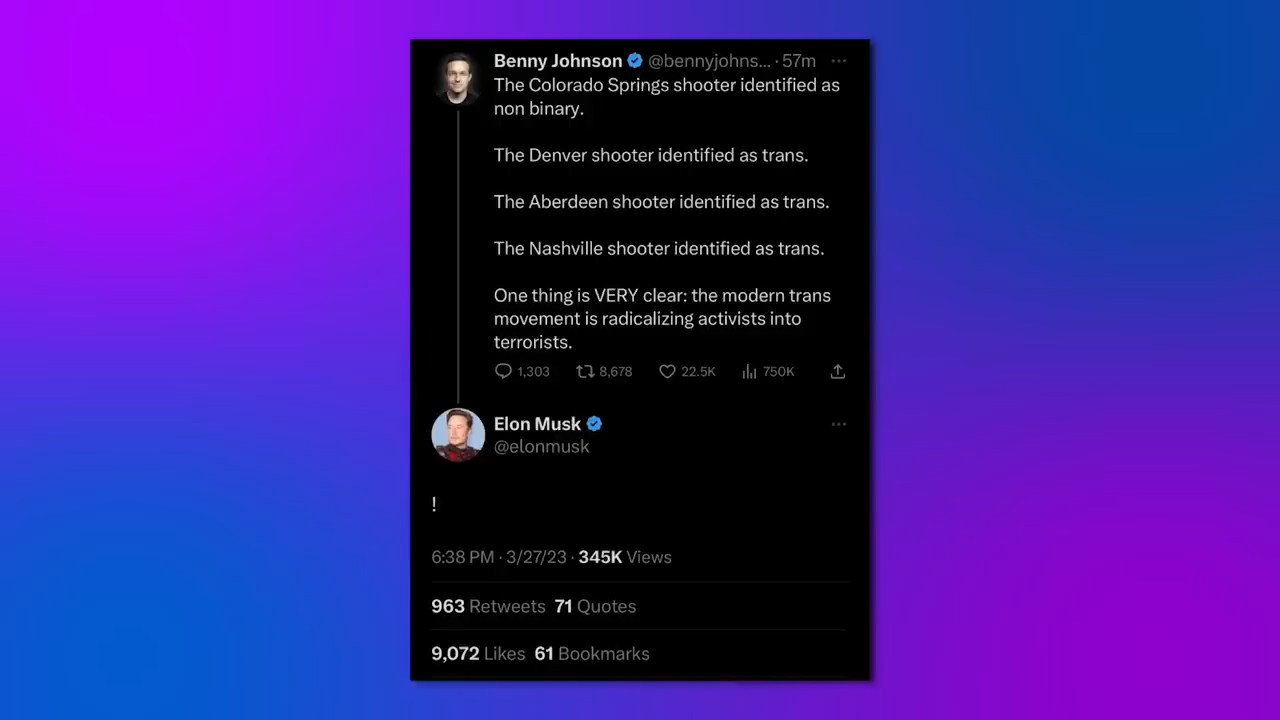 Benny Johnson @bennyjohns... · 57m ...
The Colorado Springs shooter identified as
non binary.
The Denver shooter identified as trans.
The Aberdeen shooter identified as trans.
The Nashville shooter identified as trans.
One thing is VERY clear: the modern trans
movement is radicalizing activists into
terrorists.
1,303 8,678 22.5K 750K
Elon Musk ...
@elonmusk
!
6:38 PM · 3/27/23 · 345K Views
963 Retweets 71 Quotes
9,072 Likes 61 Bookmarks